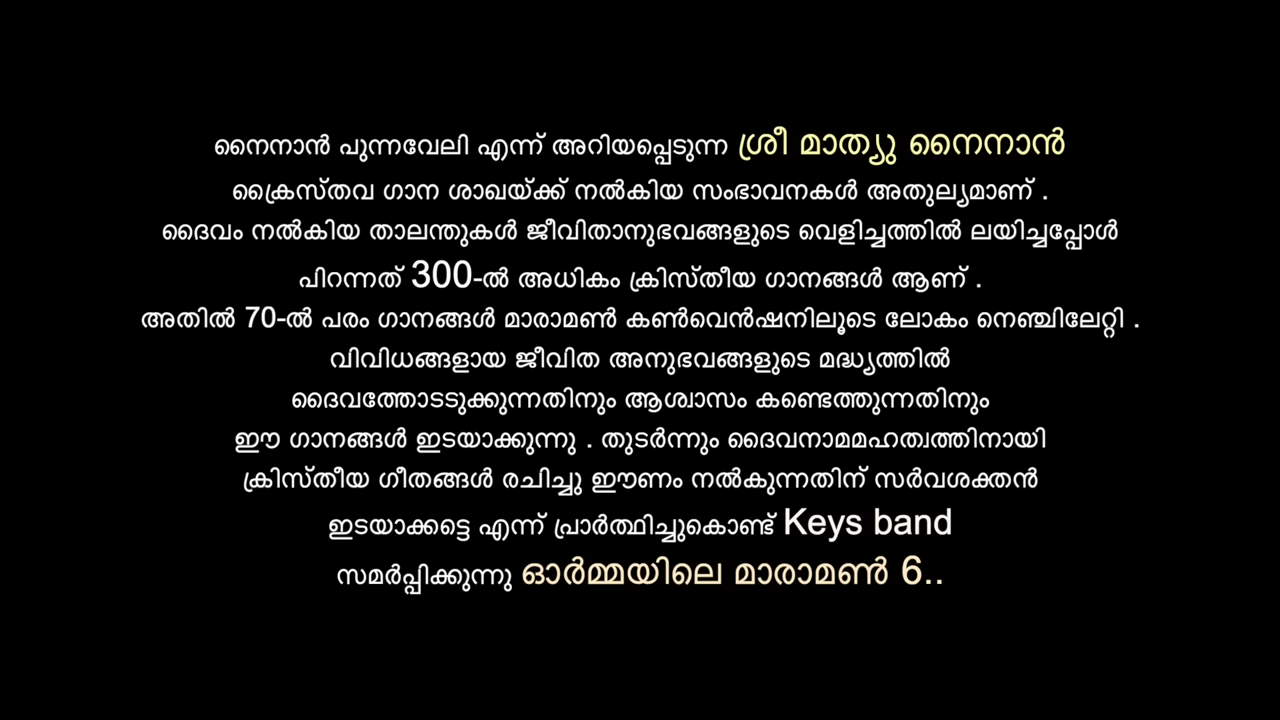 നൈനാൻ പുന്നവേലി എന്ന് അറിയപ്പെടുന്ന ശ്രീ മാത്യു നൈനാൻ
ക്രൈസ്തവ ഗാന ശാഖയ്ക്ക് നൽകിയ സംഭാവനകൾ അതുല്യമാണ് .
ദൈവം നൽകിയ താലന്തുകൾ ജീവിതാനുഭവങ്ങളുടെ വെളിച്ചത്തിൽ ലയിച്ചപ്പോൾ
പിറന്നത് 300-ൽ അധികം ക്രിസ്തീയ ഗാനങ്ങൾ ആണ് .
അതിൽ 70-ൽ പരം ഗാനങ്ങൾ മാരാമൺ കൺവെൻഷനിലൂടെ ലോകം നെഞ്ചിലേറ്റി .
വിവിധങ്ങളായ ജീവിത അനുഭവങ്ങളുടെ മദ്ധ്യത്തിൽ
ദൈവത്തോടടുക്കുന്നതിനും ആശ്വാസം കണ്ടെത്തുന്നതിനും
ഈ ഗാനങ്ങൾ ഇടയാക്കുന്നു . തുടർന്നും ദൈവനാമമഹത്വത്തിനായി
ക്രിസ്തീയ ഗീതങ്ങൾ രചിച്ചു ഈണം നൽകുന്നതിന് സർവശക്തൻ
ഇടയാക്കട്ടെ എന്ന് പ്രാർത്ഥിച്ചുകൊണ്ട് Keys band
സമർപ്പിക്കുന്നു ഓർമ്മയിലെ മാരാമൺ 6..